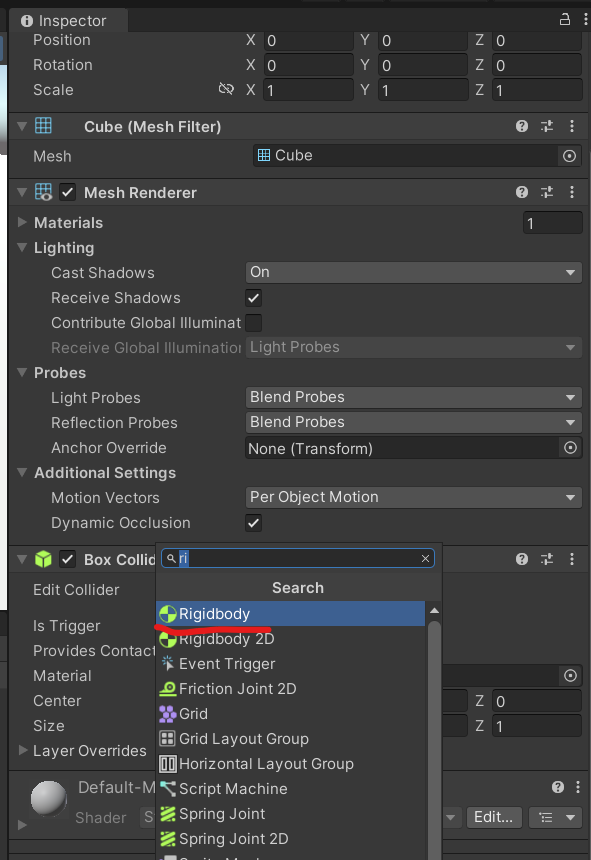 Inspector
Position X 0 Y 0 Z 0
Rotation X 0 Y 0 Z 0
Scale X 1 Y 1 Z 1
Cube (Mesh Filter)
Mesh Cube
Mesh Renderer
Materials 1
Lighting
Cast Shadows On
Receive Shadows
Contribute Global Illuminat
Receive Global Illumination Light Probes
Probes
Light Probes Blend Probes
Reflection Probes Blend Probes
Anchor Override None (Transform)
Additional Settings
Motion Vectors Per Object Motion
Dynamic Occlusion
Box Collid
ri
Edit Collider
Search
Rigidbody
Is Trigger
Rigidbody 2D
Provides Contact
Event Trigger
Material
Friction Joint 2D
Center Z 0
Grid
Size Z 1
Grid Layout Group
Layer Overrides
Horizontal Layout Group
Default-M
Script Machine
Shader S Edit...
Spring Joint
Spring Joint 2D